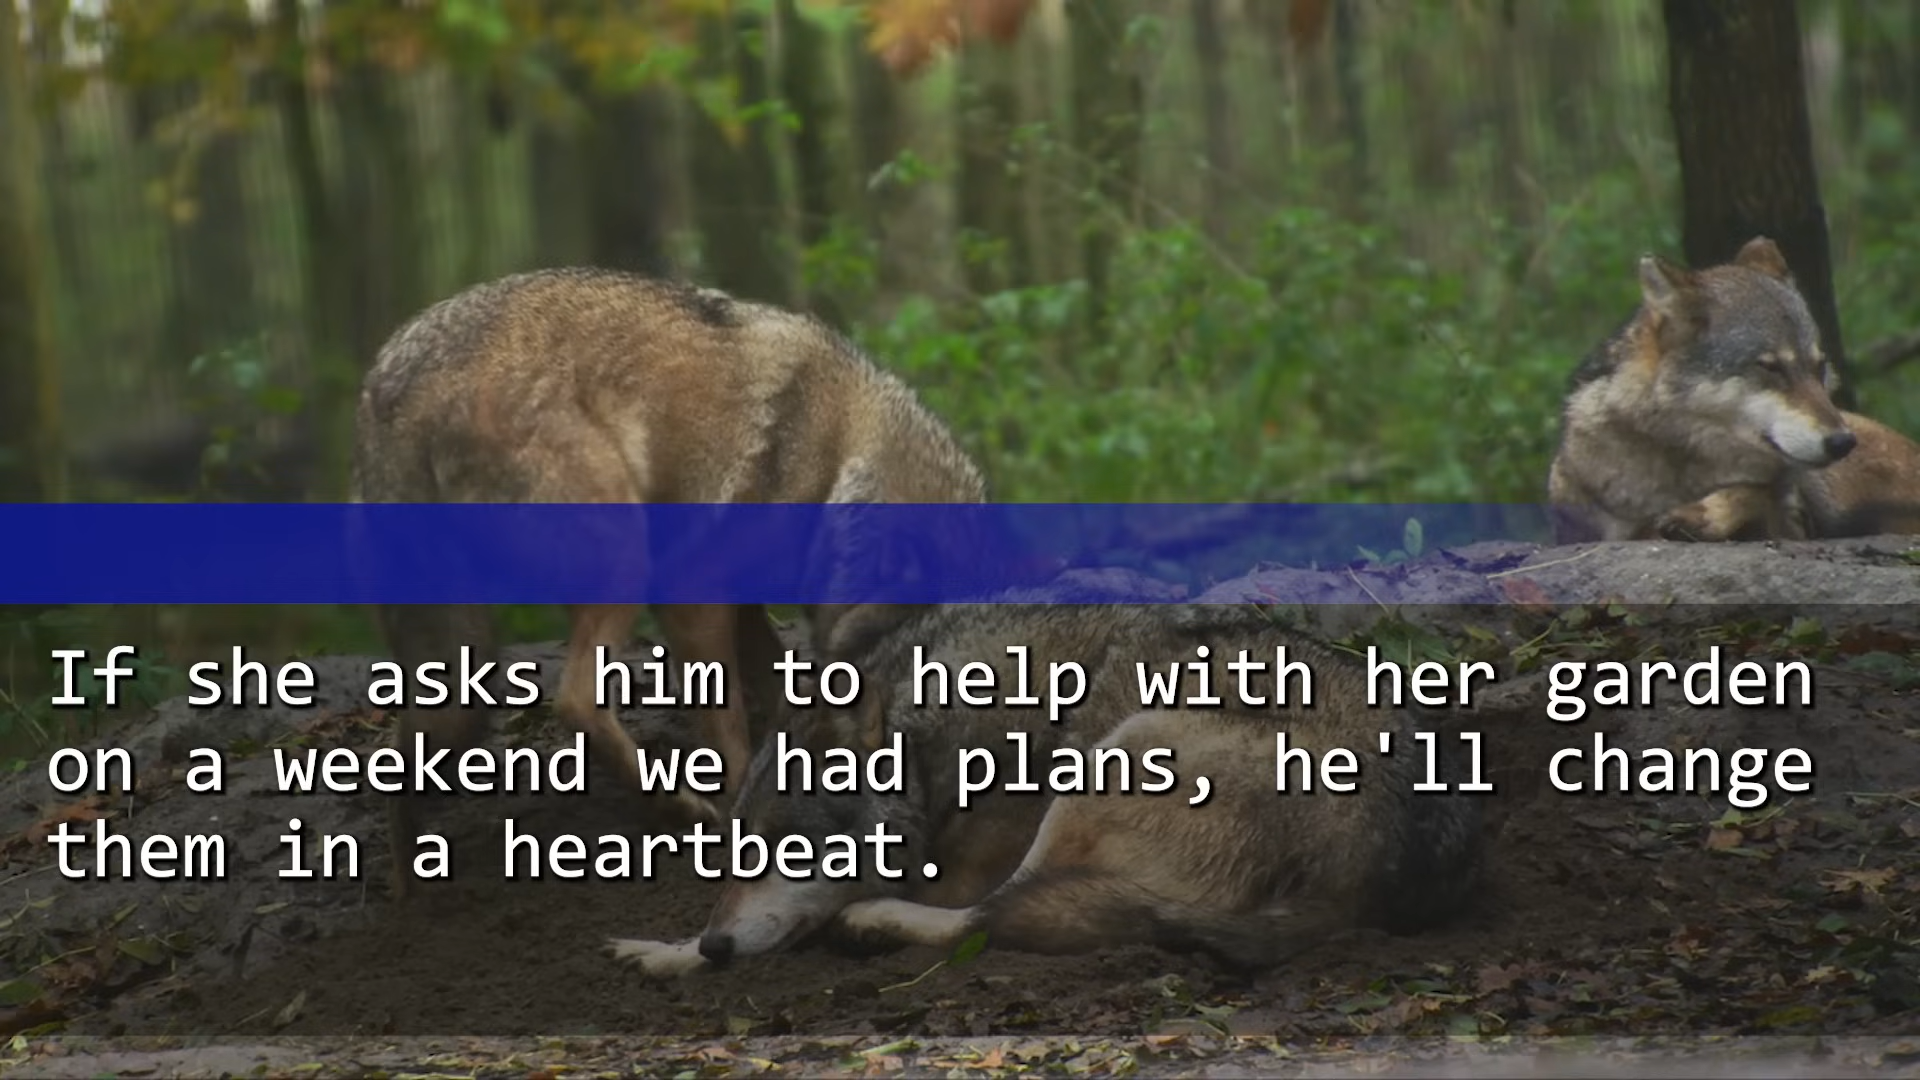 If she asks him to help with her garden
on a weekend we had plans, he'll change
them in a heartbeat.